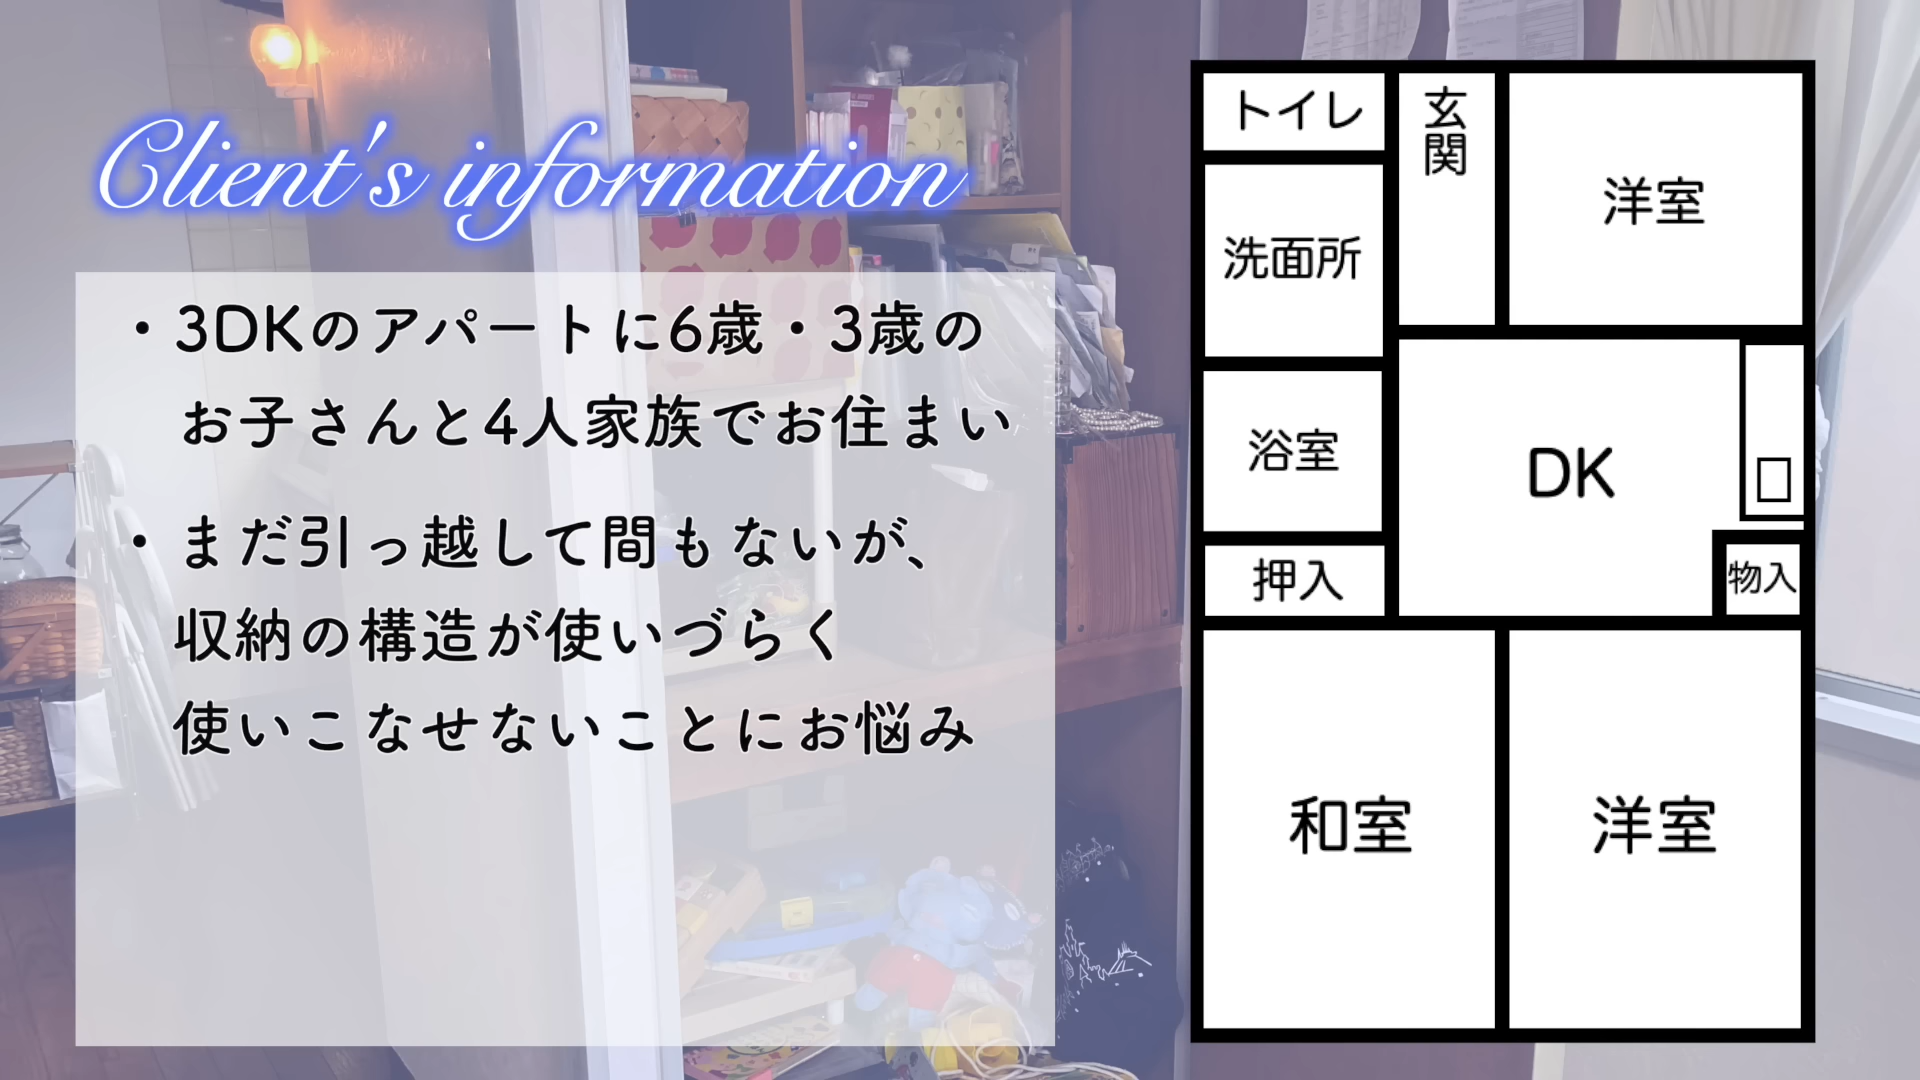 Client's information
・3DKのアパートに6歳・3歳の
お子さんと4人家族でお住まい
・まだ引っ越して間もないが、
収納の構造が使いづらく
使いこなせないことにお悩み
トイレ
玄関
洋室
洗面所
浴室
DK
押入
物入
和室
洋室